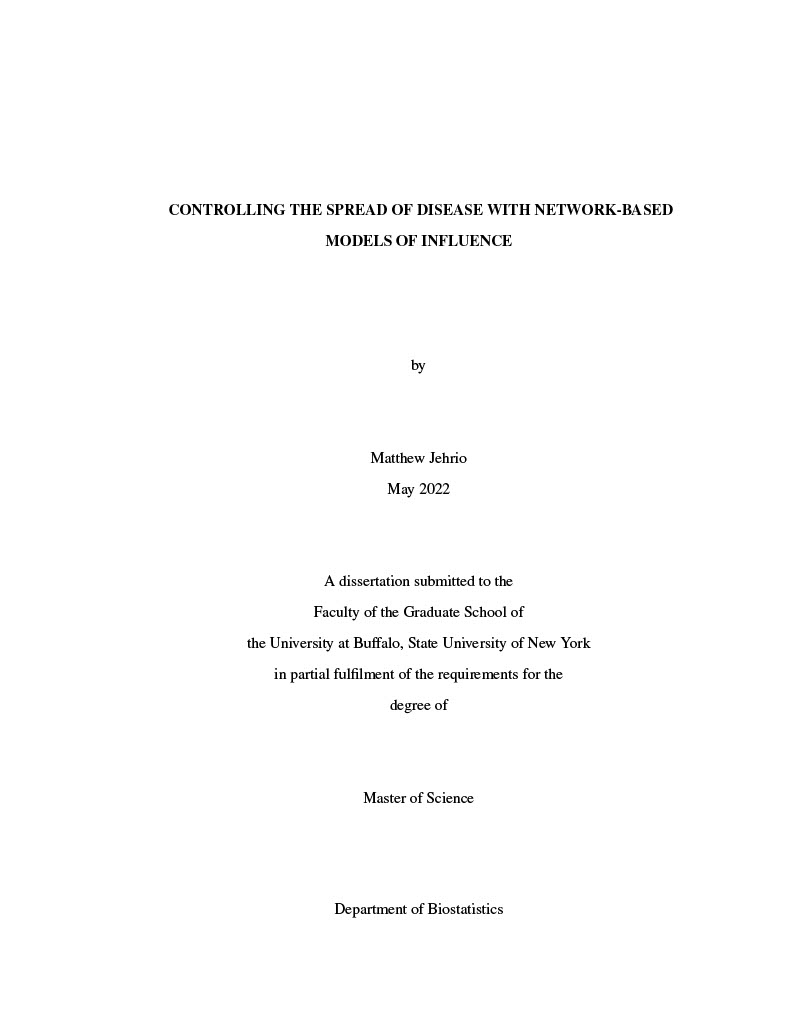 CONTROLLING THE SPREAD OF DISEASE WITH NETWORK-BASED
MODELS OF INFLUENCE
by
Matthew Jehrio
May 2022
A dissertation submitted to the
Faculty of the Graduate School of
the University at Buffalo, State University of New York
in partial fulfilment of the requirements for the
degree of
Master of Science
Department of Biostatistics